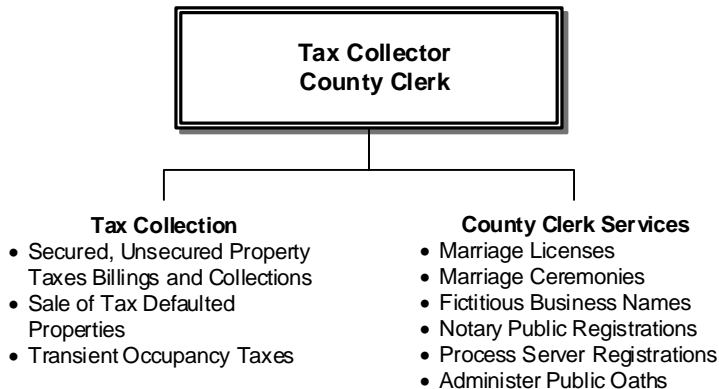 Tax Collector
County Clerk
Tax Collection
• Secured, Unsecured Property
Taxes Billings and Collections
• Sale of Tax Defaulted
Properties
• Transient Occupancy Taxes
County Clerk Services
• Marriage Licenses
• Marriage Ceremonies
• Fictitious Business Names
• Notary Public Registrations
• Process Server Registrations
• Administer Public Oaths